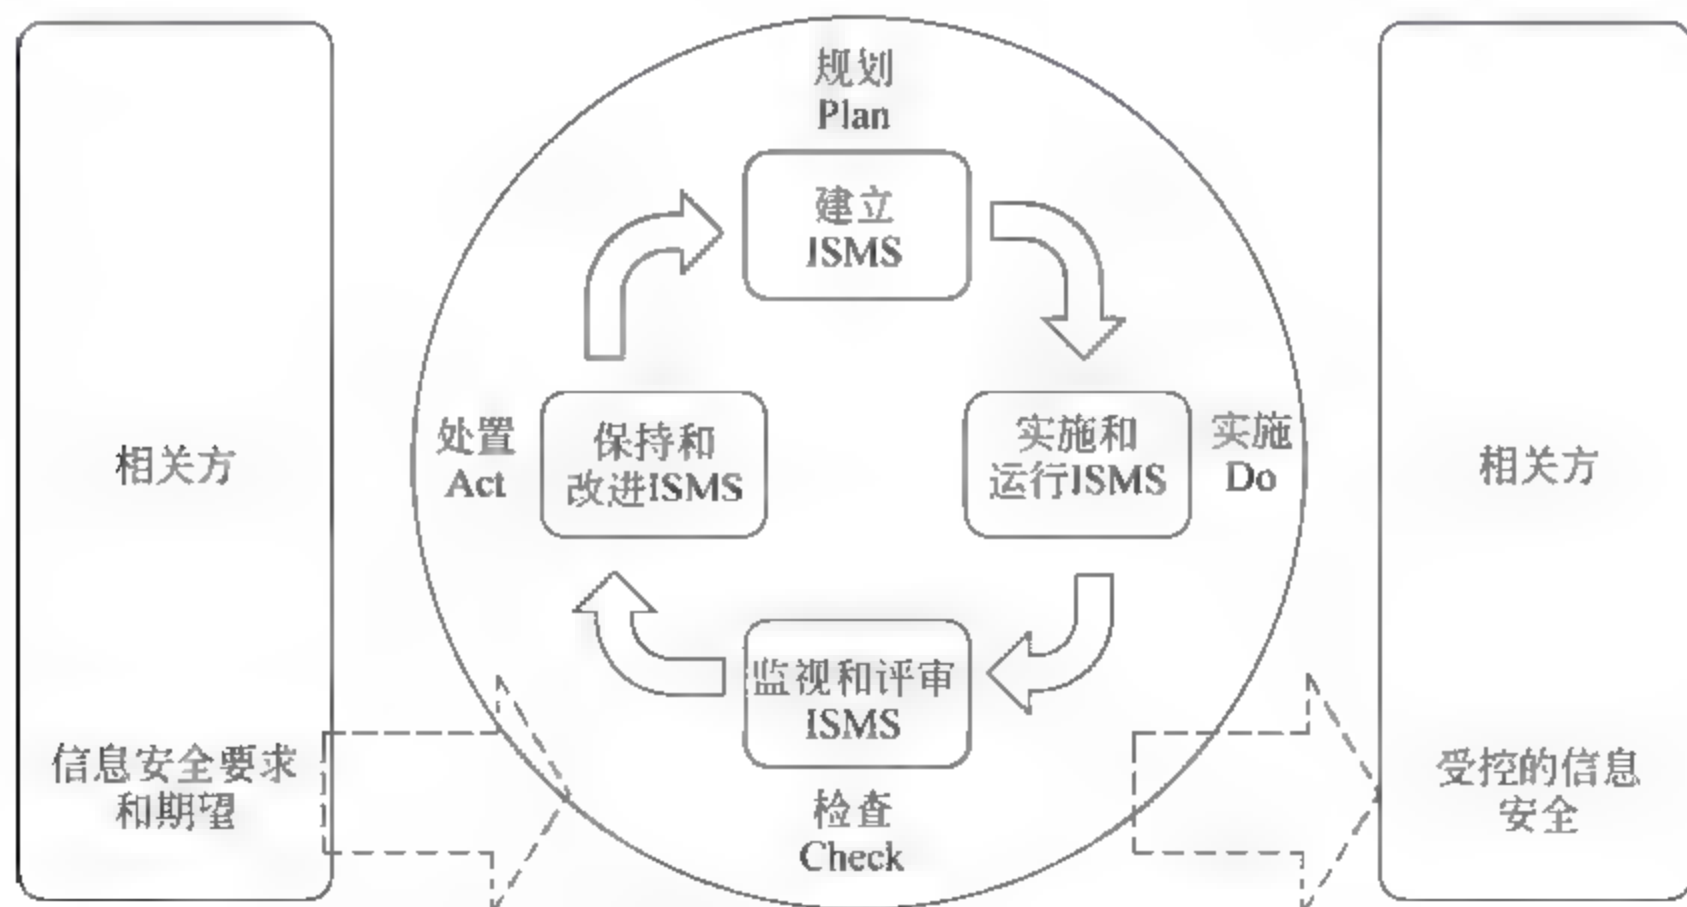 规划
Plan
建立
ISMS
处置
Act
保持和
改进ISMS
实施和
运行ISMS
实施
Do
相关方
相关方
监视和评审
ISMS
信息安全要求
和期望
检查
Check
受控的信息
安全